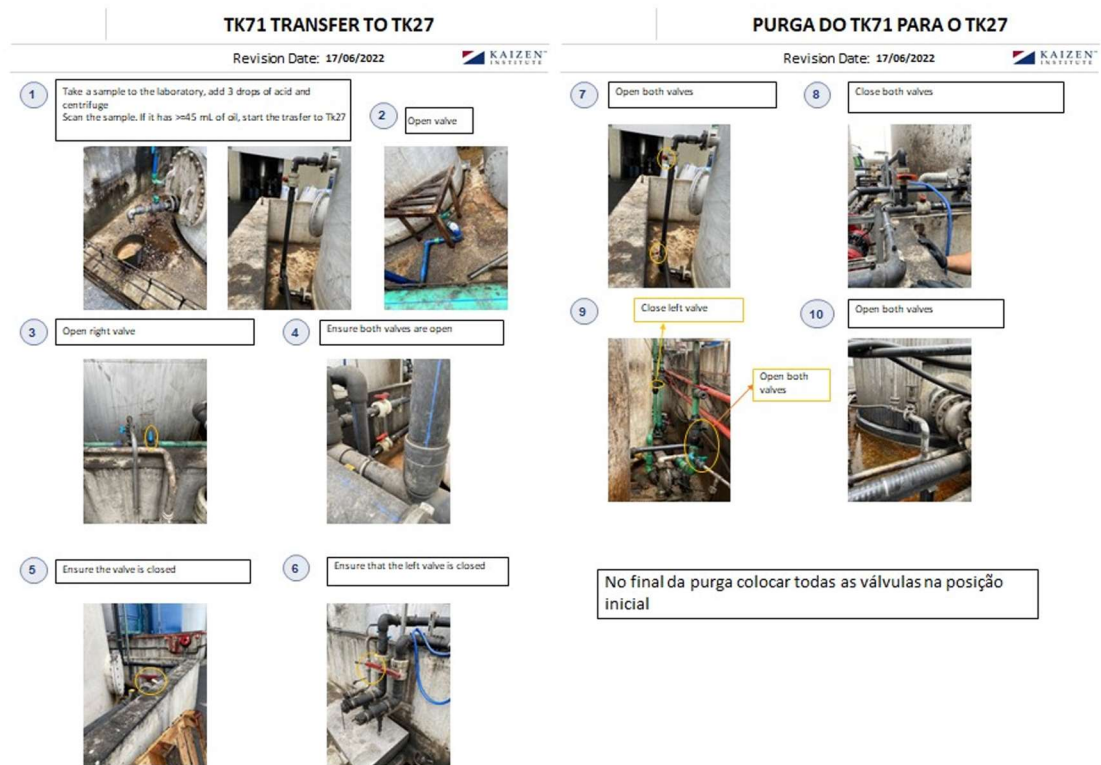 TK71 TRANSFER TO TK27
Revision Date: 17/06/2022
KAIZEN
INSTITUTE
1
Take a sample to the laboratory, add 3 drops of acid and
centrifuge
Scan the sample. If it has >=45 mL of oil, start the trasfer to Tk27
2
Open valve
3
Open right valve
4
Ensure both valves are open
5
Ensure the valve is closed
6
Ensure that the left valve is closed
PURGA DO TK71 PARA O TK27
Revision Date: 17/06/2022
KAIZEN
INSTITUTE
7
Open both valves
8
Close both valves
9
Close left valve
Open both
valves
10
Open both valves
No final da purga colocar todas as válvulas na posição
inicial